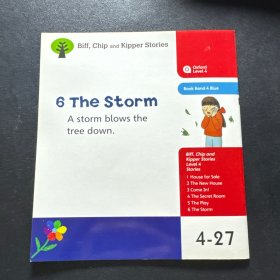 Biff, Chip and Kipper Stories
Oxford
Level 4
Book Band 4 Blue
6 The Storm
A storm blows the
tree down.
Biff, Chip and
Kipper Stories
Level 4
Stories
1 House for Sale
2 The New House
3 Come In!
4 The Secret Room
5 The Play
6 The Storm
4-27